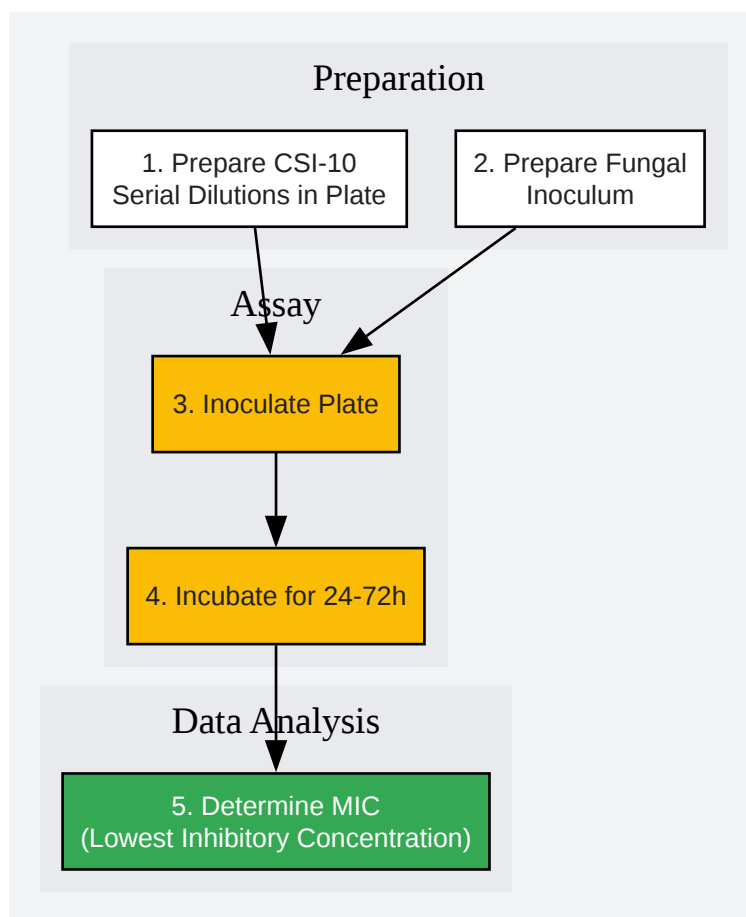 Preparation
1. Prepare CSI-10
Serial Dilutions in Plate
2. Prepare Fungal
Inoculum
Assay
3. Inoculate Plate
4. Incubate for 24-72h
Data Analysis
5. Determine MIC
(Lowest Inhibitory Concentration)